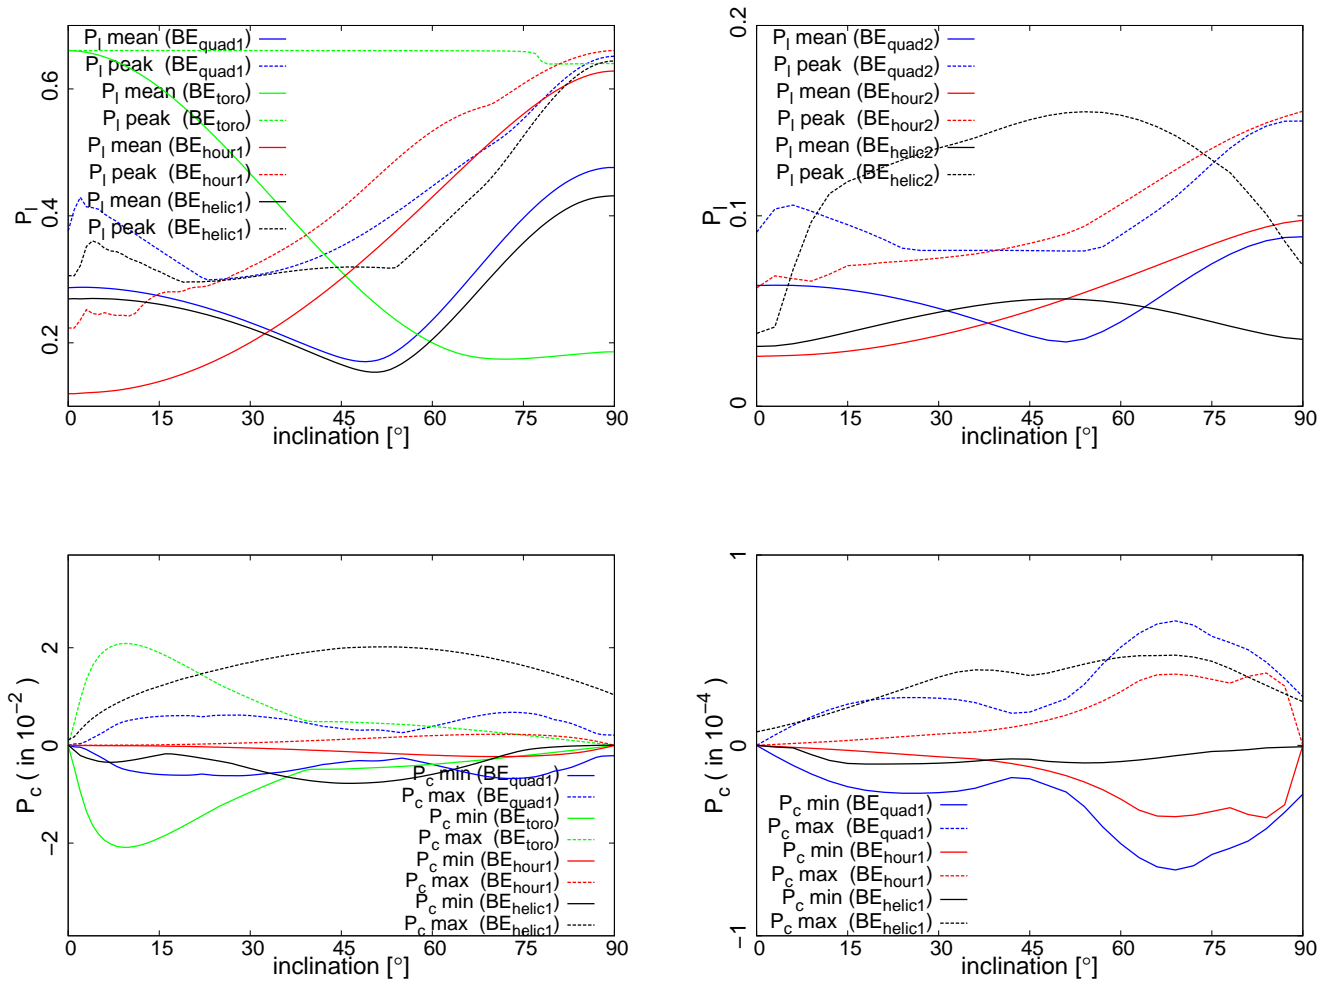 P_l mean (BE_quad1)
P_l peak (BE_quad1)
P_l mean (BE_toro)
P_l peak (BE_toro)
P_l mean (BE_hour1)
P_l peak (BE_hour1)
P_l mean (BE_helic1)
P_l peak (BE_helic1)
0.6
0.4
0.2
P_l
0 15 30 45 60 75 90
inclination [°]
P_l mean (BE_quad2)
P_l peak (BE_quad2)
P_l mean (BE_hour2)
P_l peak (BE_hour2)
P_l mean (BE_helic2)
P_l peak (BE_helic2)
0.2
0.1
0
P_l
0 15 30 45 60 75 90
inclination [°]
2
0
−2
P_c ( in 10^−2 )
P_c min (BE_quad1)
P_c max (BE_quad1)
P_c min (BE_toro)
P_c max (BE_toro)
P_c min (BE_hour1)
P_c max (BE_hour1)
P_c min (BE_helic1)
P_c max (BE_helic1)
0 15 30 45 60 75 90
inclination [°]
1
0
−1
P_c ( in 10^−4 )
P_c min (BE_quad1)
P_c max (BE_quad1)
P_c min (BE_hour1)
P_c max (BE_hour1)
P_c min (BE_helic1)
P_c max (BE_helic1)
0 15 30 45 60 75 90
inclination [°]